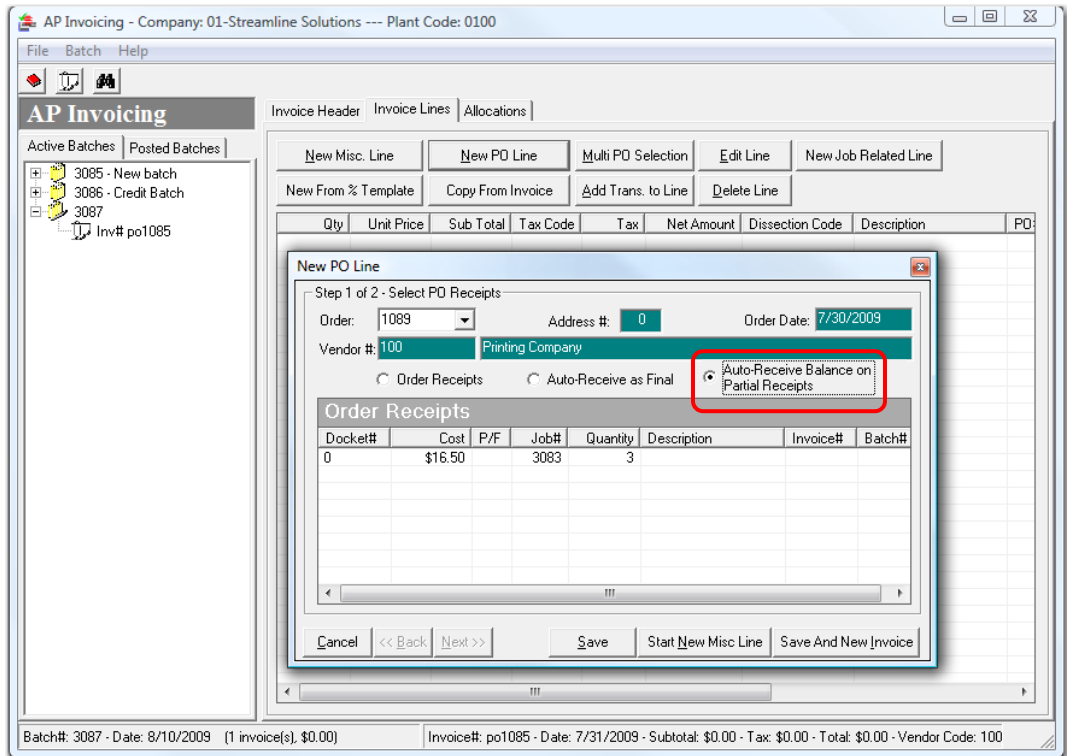 AP Invoicing - Company: 01-Streamline Solutions --- Plant Code: 0100
File Batch Help
AP Invoicing
Active Batches Posted Batches
3085 - New batch
3086 - Credit Batch
3087
Inv# po1085
Invoice Header Invoice Lines Allocations
New Misc. Line New PO Line Multi PO Selection Edit Line New Job Related Line
New From % Template Copy From Invoice Add Trans. to Line Delete Line
Qty Unit Price Sub Total Tax Code Tax Net Amount Dissection Code Description PO
New PO Line
Step 1 of 2 - Select PO Receipts
Order: 1089 Address #: 0 Order Date: 7/30/2009
Vendor #: 100 Printing Company
Order Receipts Auto-Receive as Final Auto-Receive Balance on
Partial Receipts
Order Receipts
Docket# Cost P/F Job# Quantity Description Invoice# Batch#
0 $16.50 3083 3
Cancel << Back Next >> Save Start New Misc Line Save And New Invoice
Batch#: 3087 - Date: 8/10/2009 (1 invoice(s), $0.00) Invoice#: po1085 - Date: 7/31/2009 - Subtotal: $0.00 - Tax: $0.00 - Total: $0.00 - Vendor Code: 100